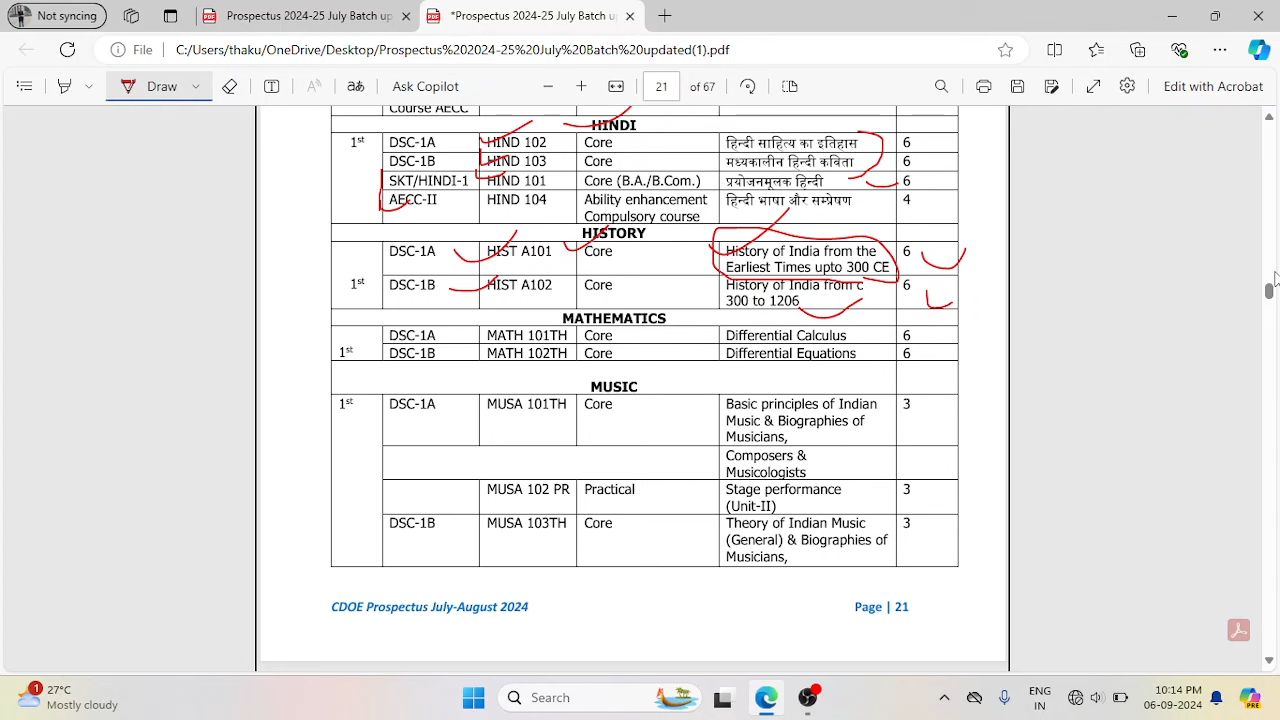 Not syncing
Prospectus 2024-25 July Batch up
*Prospectus 2024-25 July Batch up
File
C:/Users/thaku/OneDrive/Desktop/Prospectus%202024-25%20July%20Batch%20updated(1).pdf
Draw
Ask Copilot
21
of 67
Edit with Acrobat
Course AECC
HINDI
1st DSC-1A HIND 102 Core हिन्दी साहित्य का इतिहास 6
DSC-1B HIND 103 Core मध्यकालीन हिन्दी कविता 6
SKT/HINDI-1 HIND 101 Core (B.A./B.Com.) प्रयोजनमूलक हिन्दी 6
AECC-II HIND 104 Ability enhancement हिन्दी भाषा और सम्प्रेषण 4
Compulsory course
HISTORY
DSC-1A HIST A101 Core History of India from the 6
Earliest Times upto 300 CE
1st DSC-1B HIST A102 Core History of India from c 6
300 to 1206
MATHEMATICS
DSC-1A MATH 101TH Core Differential Calculus 6
1st DSC-1B MATH 102TH Core Differential Equations 6
MUSIC
1st DSC-1A MUSA 101TH Core Basic principles of Indian 3
Music & Biographies of
Musicians,
Composers &
Musicologists
MUSA 102 PR Practical Stage performance 3
(Unit-II)
DSC-1B MUSA 103TH Core Theory of Indian Music 3
(General) & Biographies of
Musicians,
CDOE Prospectus July-August 2024
Page | 21
1
27°C
Mostly cloudy
Search
ENG
IN
10:14 PM
06-09-2024
PRE